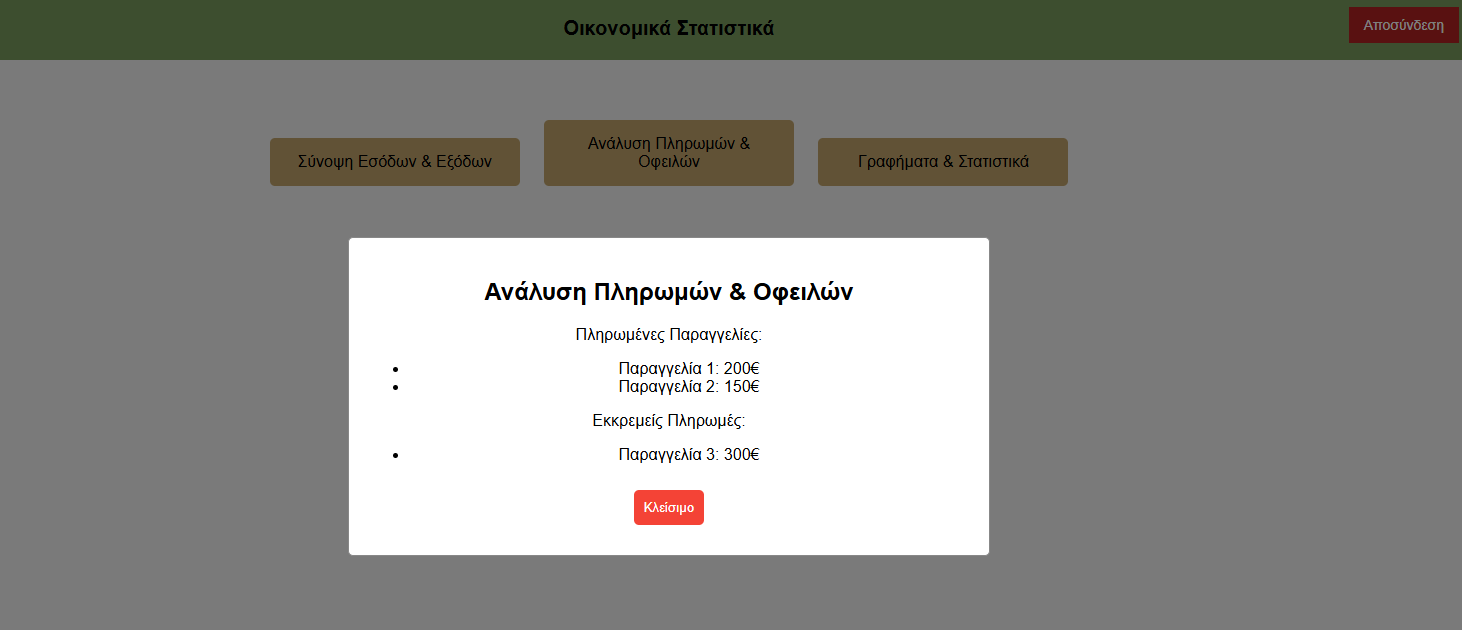 Οικονομικά Στατιστικά
Αποσύνδεση
Σύνοψη Εσόδων & Εξόδων
Ανάλυση Πληρωμών &
Οφειλών
Γραφήματα & Στατιστικά
Ανάλυση Πληρωμών & Οφειλών
Πληρωμένες Παραγγελίες:
Παραγγελία 1: 200€
Παραγγελία 2: 150€
Εκκρεμείς Πληρωμές:
Παραγγελία 3: 300€
Κλείσιμο